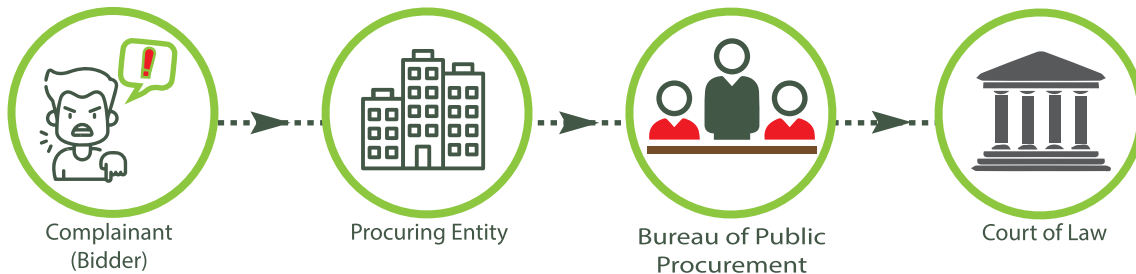 Complainant
(Bidder)
Procuring Entity
Bureau of Public
Procurement
Court of Law